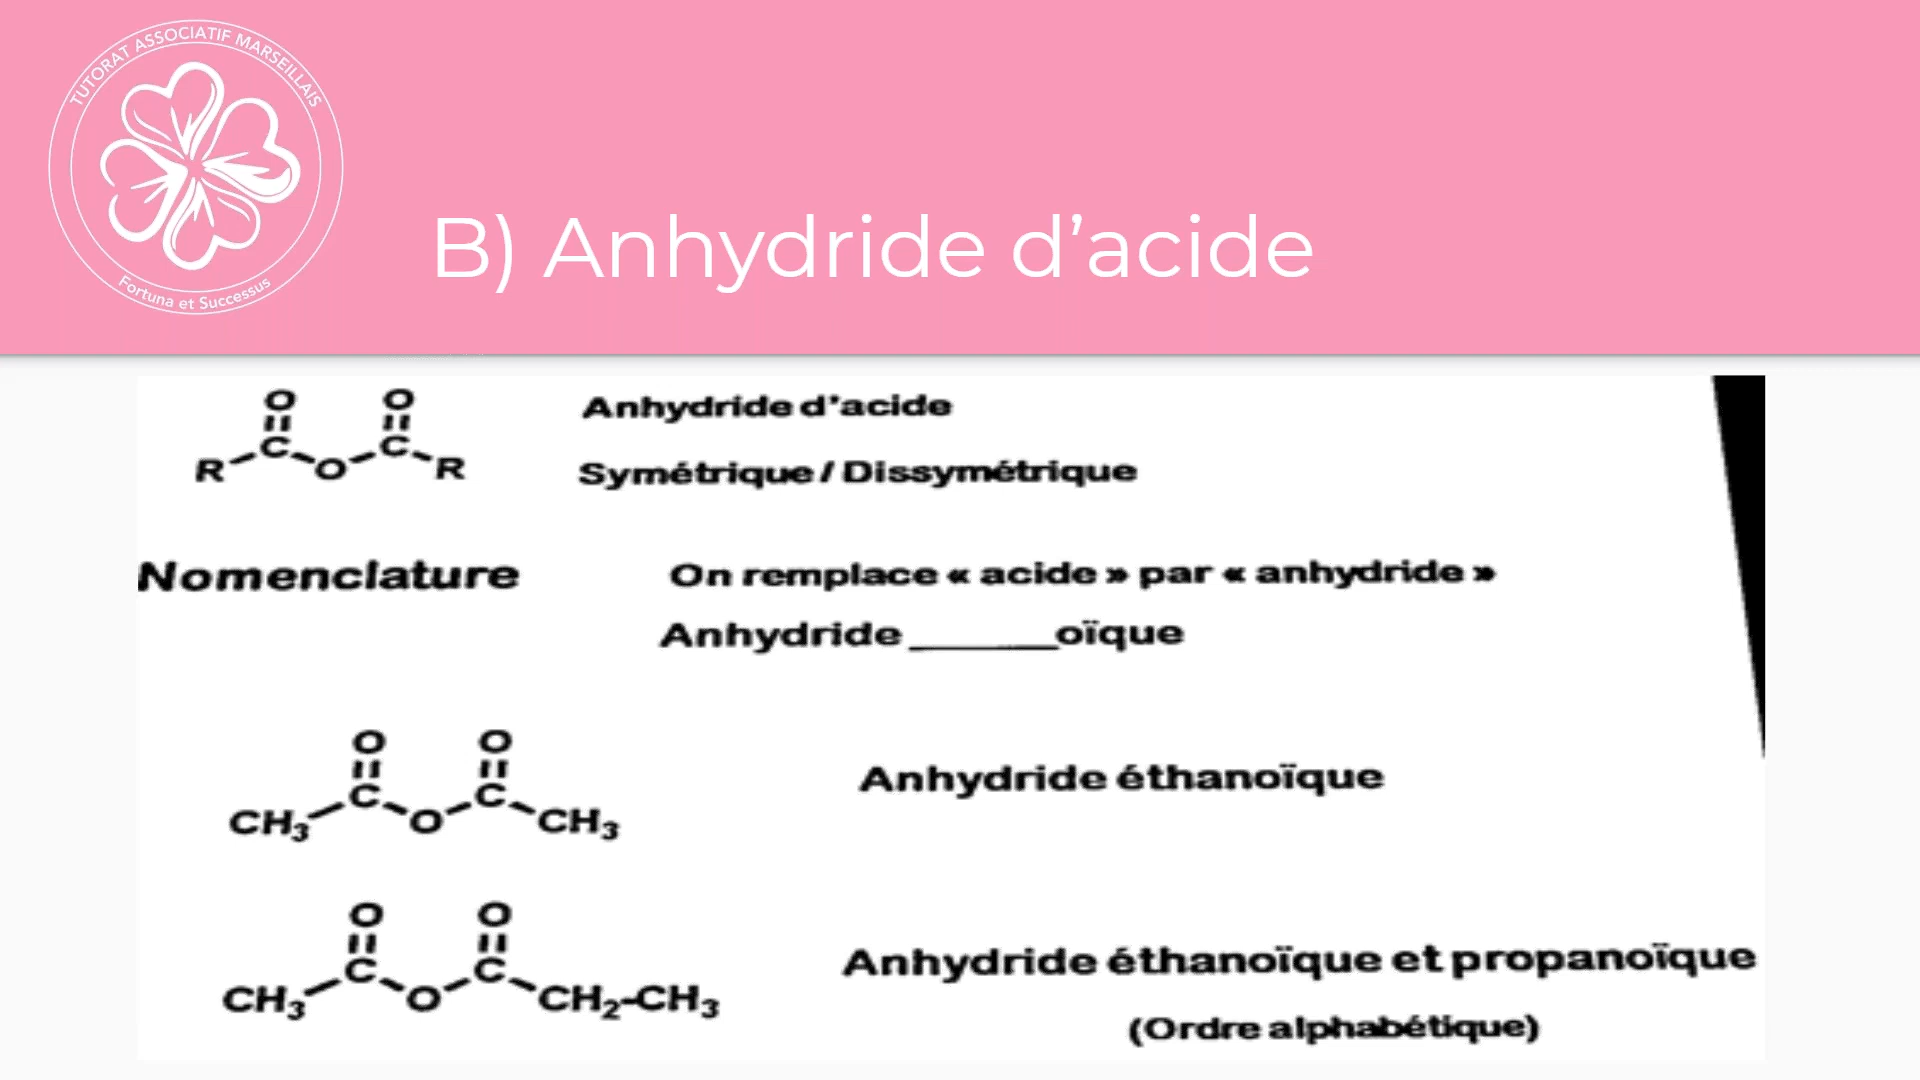 TUTORAT ASSOCIATIF MARSEILLAIS
Fortuna et Successus
B) Anhydride d’acide
O O
C C
R O R
Anhydride d’acide
Symétrique / Dissymétrique
Nomenclature
On remplace « acide » par « anhydride »
Anhydride ______oïque
O O
C C
CH3 O CH3
Anhydride éthanoïque
O O
C C
CH3 O CH2-CH3
Anhydride éthanoïque et propanoïque
(Ordre alphabétique)